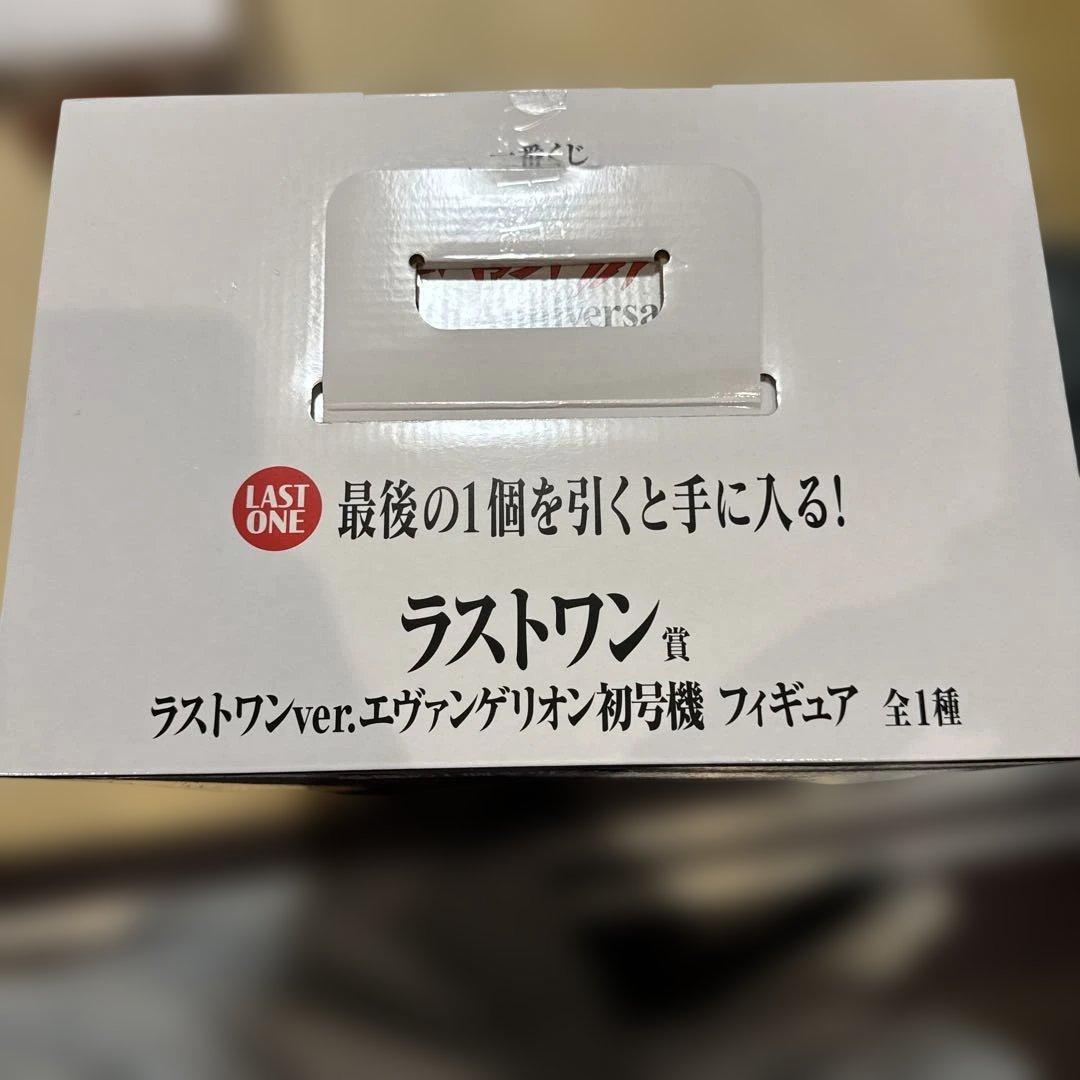 一番くじ
LAST
ONE
最後の1個を引くと手に入る!
ラストワン賞
ラストワンver.エヴァンゲリオン初号機 フィギュア 全1種